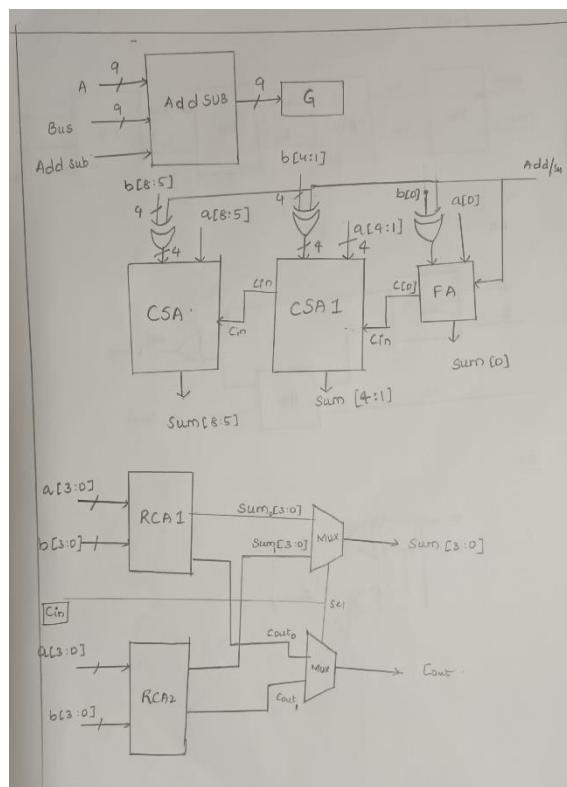 9
A
9
Bus
Add sub
Add SUB
9
G
b[8:5]
b[4:1]
Add/su
4
a[8:5]
4
b[0]
a[0]
4
4
a[4:1]
4
CSA
Cin
Cin
CSA 1
C[0]
Cin
FA
Sum [0]
Sum [8:5]
Sum [4:1]
a[3:0]
b[3:0]
RCA 1
Sum0[3:0]
Sum1[3:0]
Mux
Sum [3:0]
Cin
Sel
a[3:0]
b[3:0]
RCA2
Cout0
Cout1
Mux
Cout